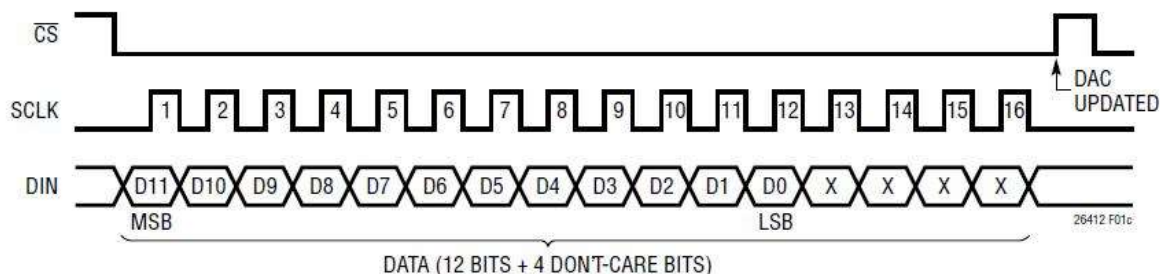 CS
DAC
UPDATED
SCLK 1 2 3 4 5 6 7 8 9 10 11 12 13 14 15 16
DIN D11 D10 D9 D8 D7 D6 D5 D4 D3 D2 D1 D0 X X X X
MSB LSB 26412 F01c
DATA (12 BITS + 4 DON'T-CARE BITS)